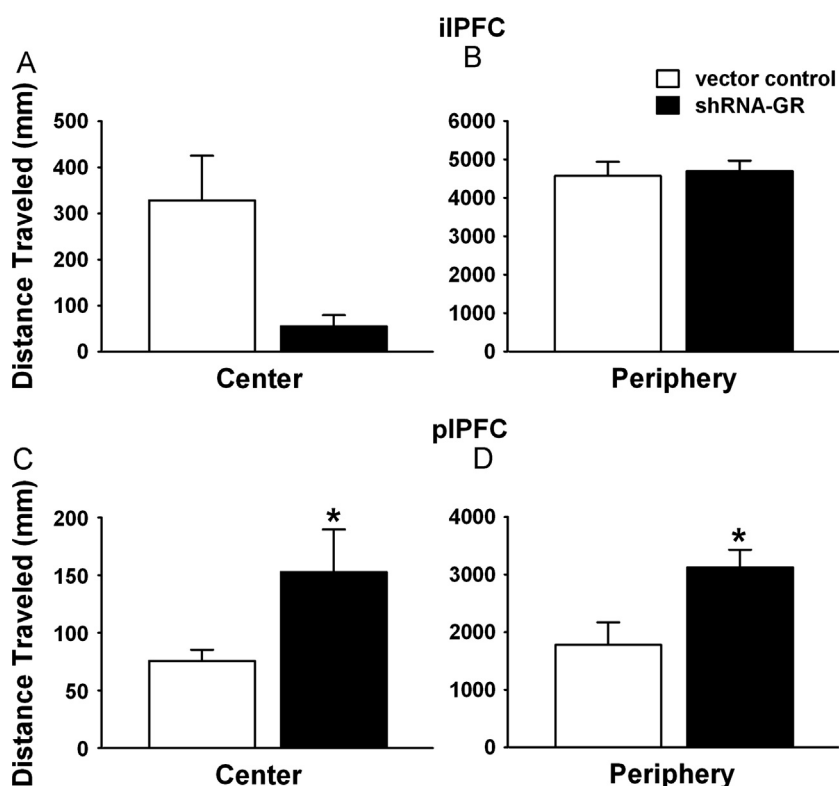 ilPFC
A
B
vector control
shRNA-GR
Distance Traveled (mm)
500
400
300
200
100
0
Center
6000
5000
4000
3000
2000
1000
0
Periphery
plPFC
C
D
Distance Traveled (mm)
200
150
100
50
0
*
Center
4000
3000
2000
1000
0
*
Periphery